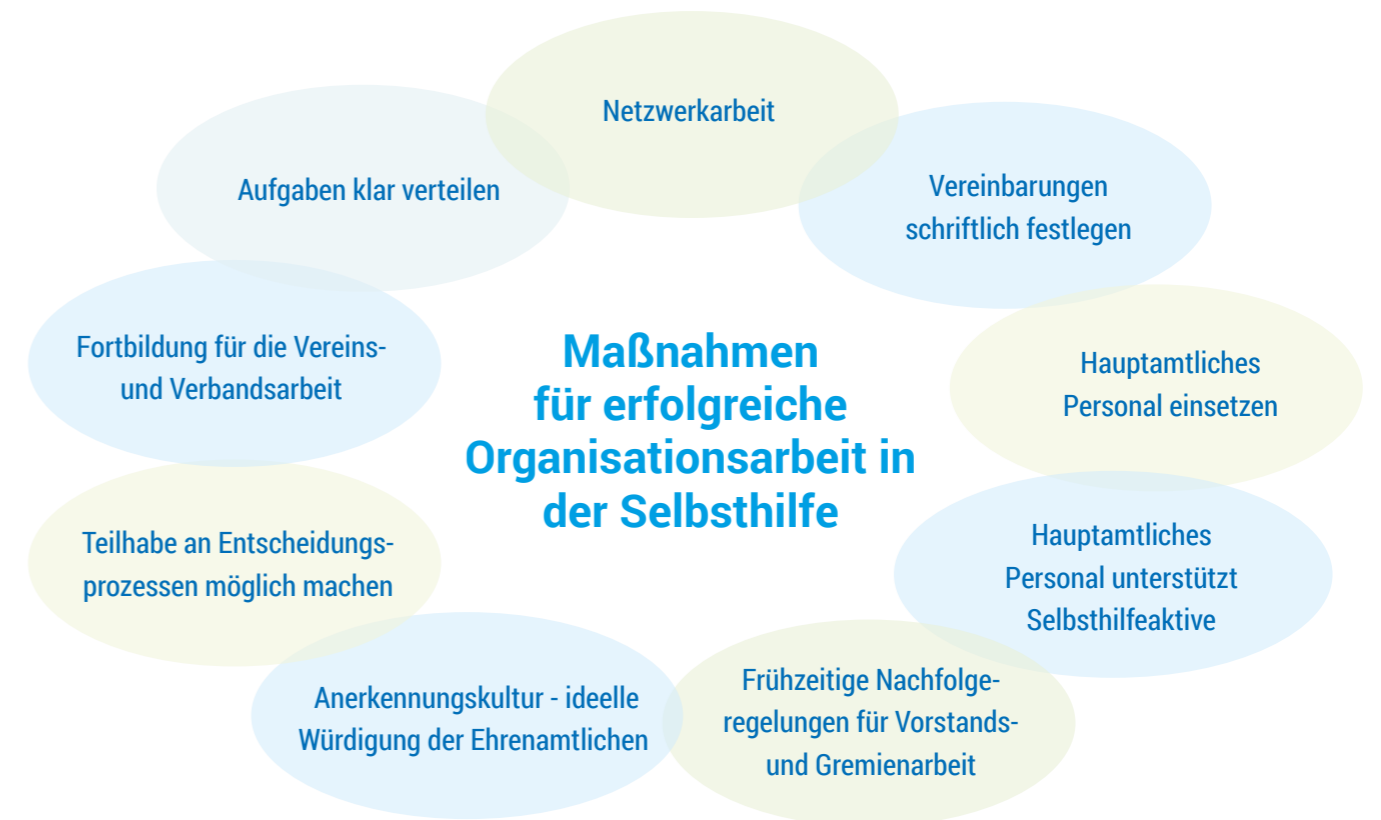 Netzwerkarbeit
Aufgaben klar verteilen
Vereinbarungen
schriftlich festlegen
Fortbildung für die Vereins-
und Verbandsarbeit
Maßnahmen
für erfolgreiche
Organisationsarbeit in
der Selbsthilfe
Hauptamtliches
Personal einsetzen
Teilhabe an Entscheidungs-
prozessen möglich machen
Hauptamtliches
Personal unterstützt
Selbsthilfeaktive
Anerkennungskultur - ideelle
Würdigung der Ehrenamtlichen
Frühzeitige Nachfolge-
regelungen für Vorstands-
und Gremienarbeit